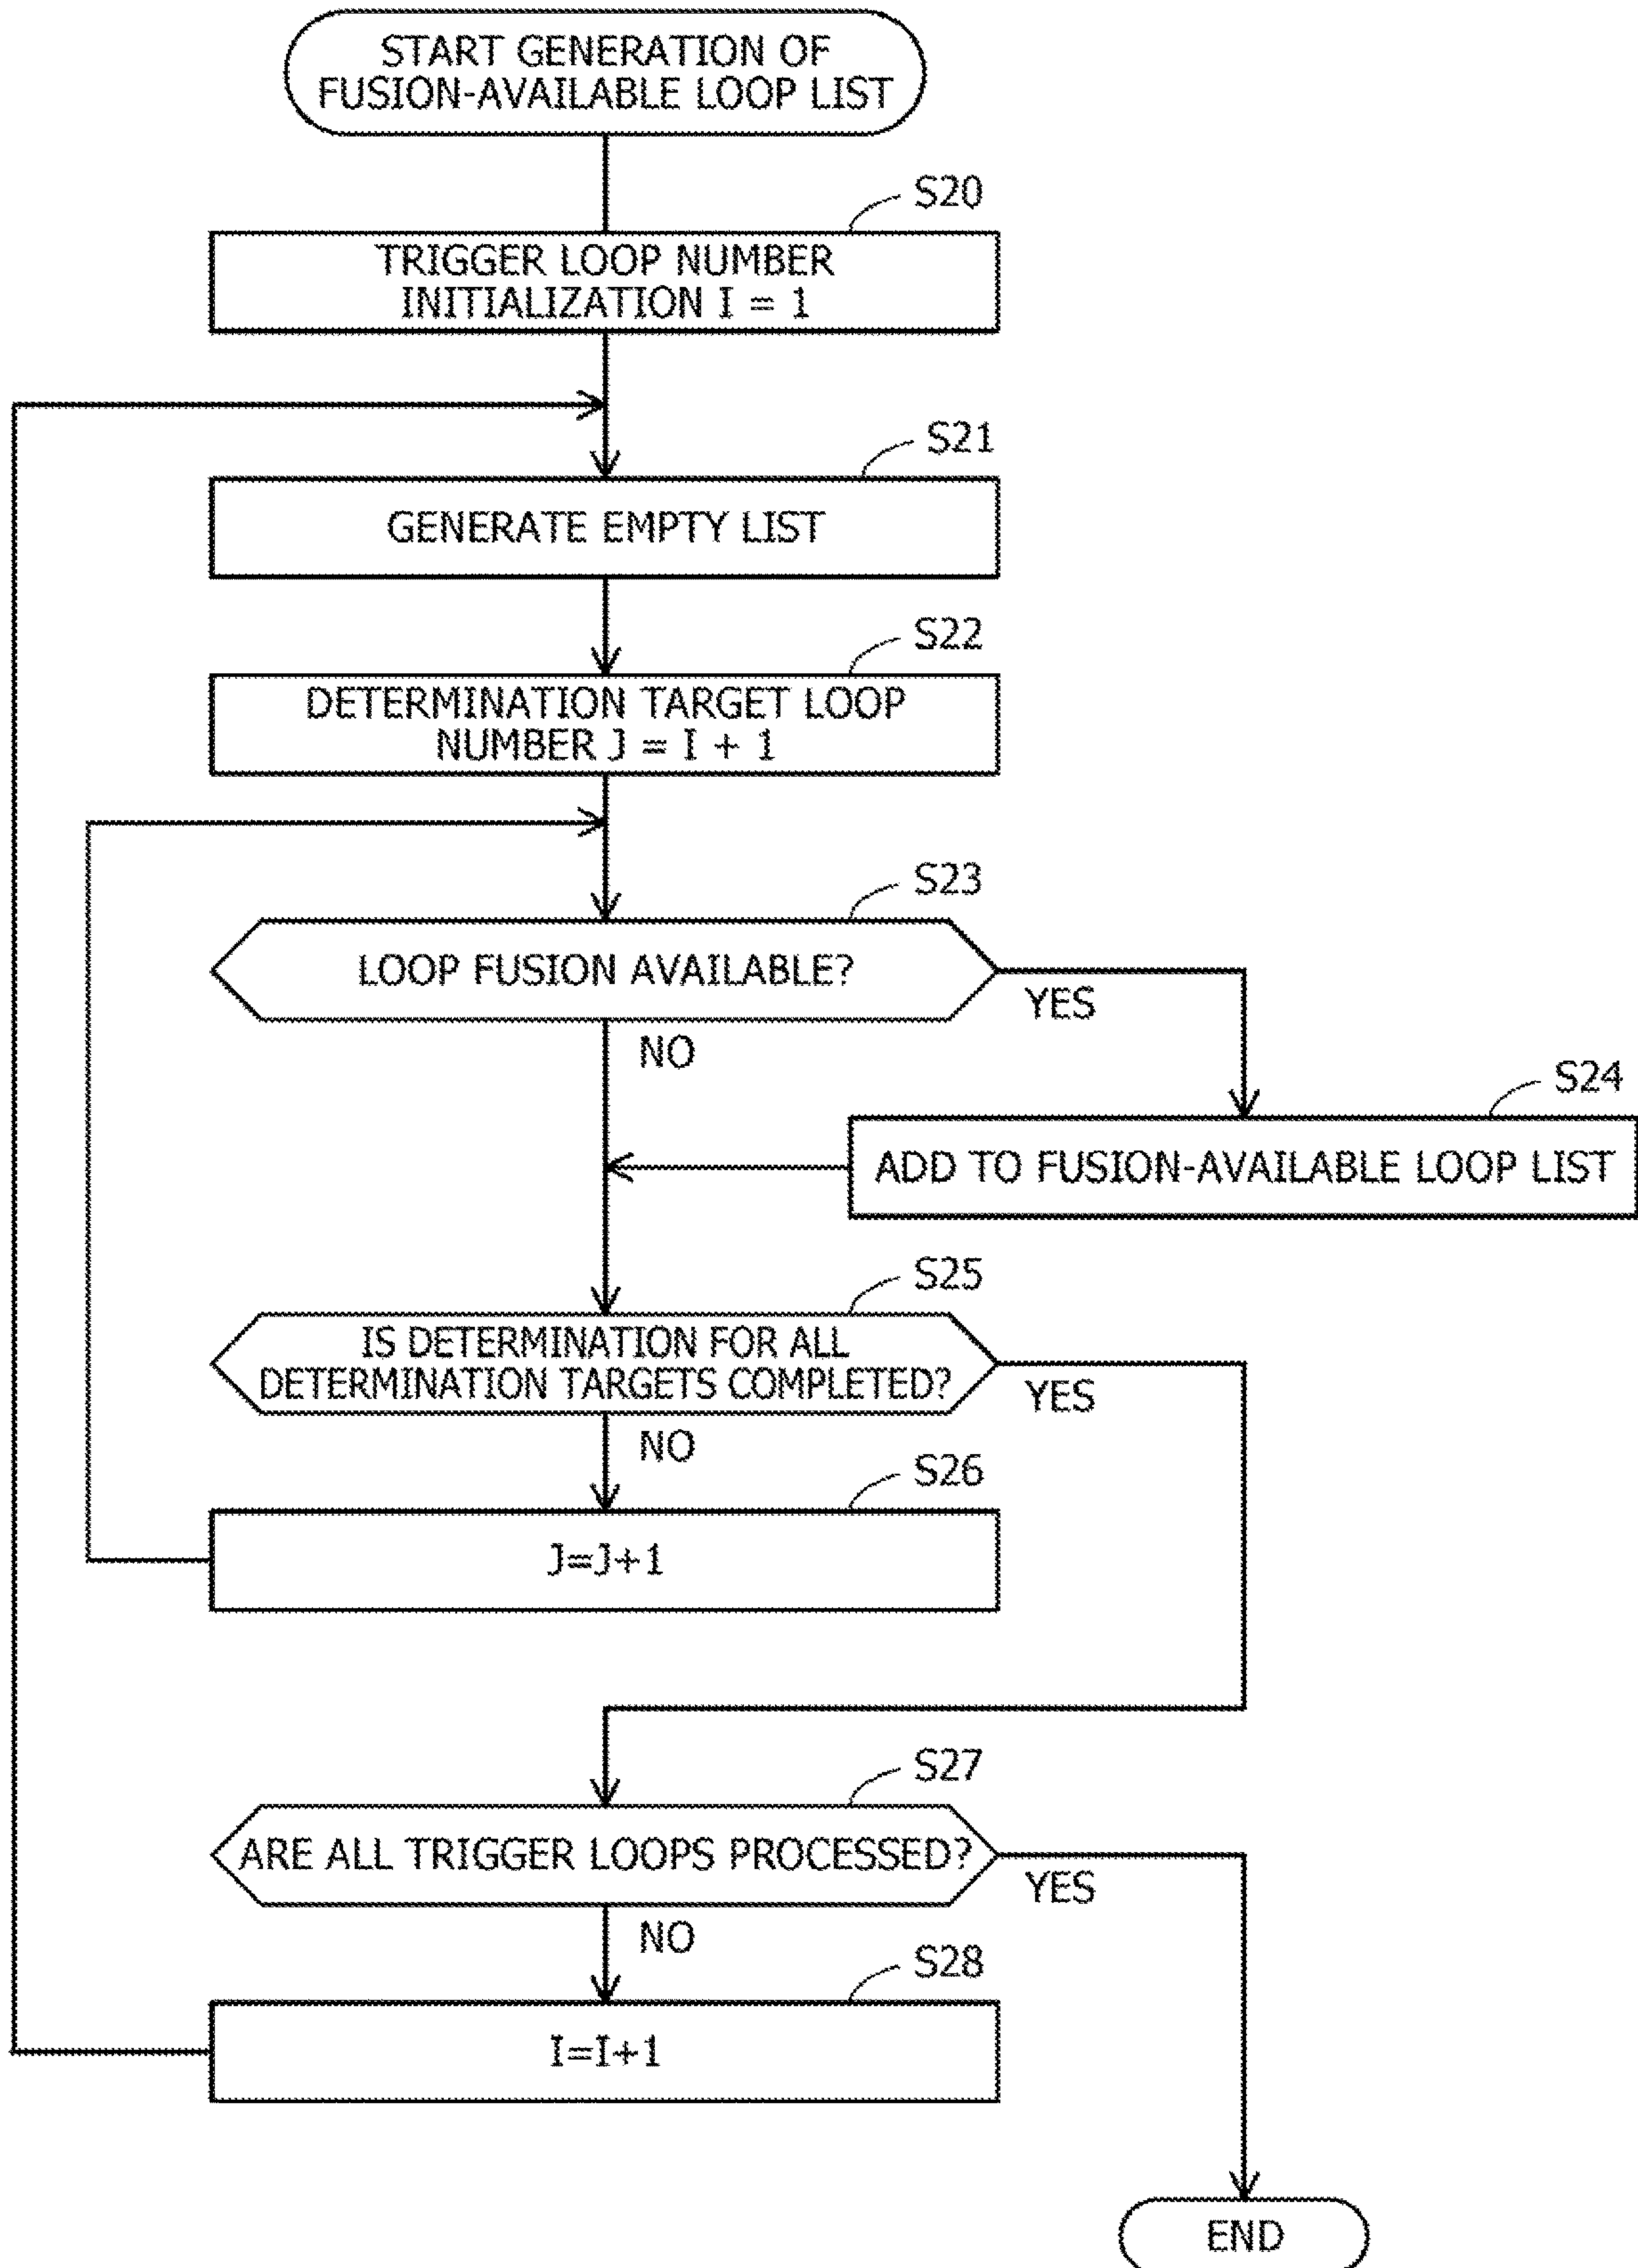 START GENERATION OF
FUSION-AVAILABLE LOOP LIST
S20
TRIGGER LOOP NUMBER
INITIALIZATION I = 1
S21
GENERATE EMPTY LIST
S22
DETERMINATION TARGET LOOP
NUMBER J = I + 1
S23
LOOP FUSION AVAILABLE?
YES
NO
S24
ADD TO FUSION-AVAILABLE LOOP LIST
S25
IS DETERMINATION FOR ALL
DETERMINATION TARGETS COMPLETED?
YES
NO
S26
J=J+1
S27
ARE ALL TRIGGER LOOPS PROCESSED?
YES
NO
S28
I=I+1
END